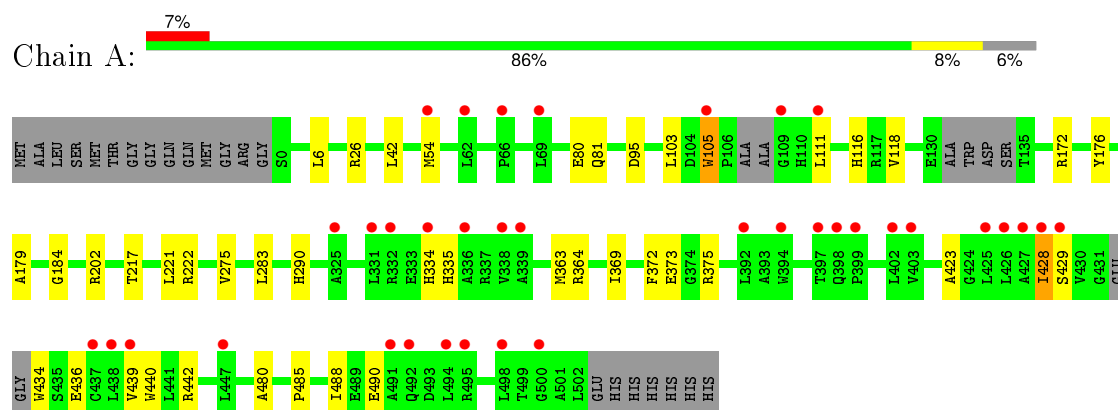 7%
Chain A:
86% 8% 6%
MET ALA LEU SER MET THR GLY GLY GLN GLN MET GLY ARG GLY S0 L6 R26 L42 M54 L62 P66 L69 E80 Q81 D95 L103 D104 W105 P106 ALA ALA G109 H110 L111 H116 R117 V118 E130 ALA TRP ASP SER T135 R172 Y176
A179 G184 R202 T217 L221 R222 V275 L283 H290 A325 L331 R332 E333 H334 H335 A336 R337 V338 A339 M363 R364 I369 F372 E373 G374 R375 L392 A393 W394 T397 Q398 P399 L402 V403 A423 G424 L425 L426 A427 I428 S429 V430 G431 GLU
GLY W434 S435 E436 C437 L438 V439 W440 L441 R442 L447 A480 P485 I488 E489 E490 A491 Q492 D493 L494 R495 L498 T499 G500 A501 L502 GLU HIS HIS HIS HIS HIS HIS